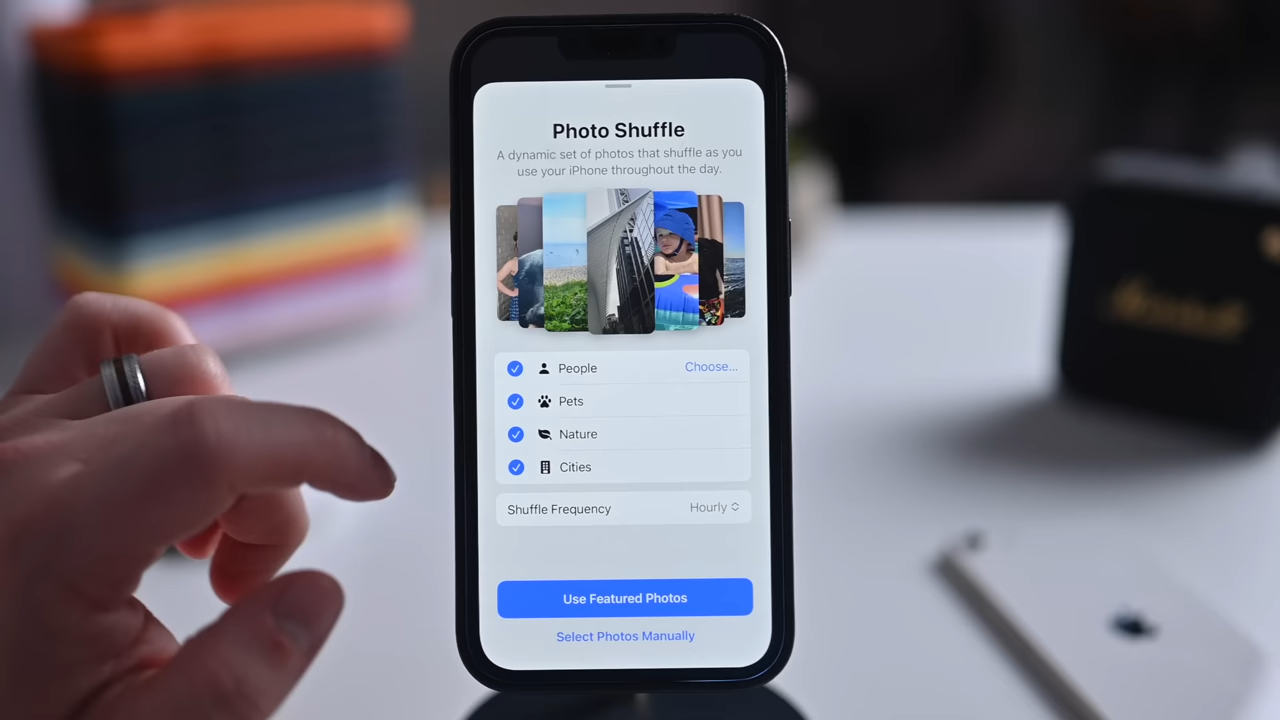 Photo Shuffle
A dynamic set of photos that shuffle as you
use your iPhone throughout the day.
People Choose...
Pets
Nature
Cities
Shuffle Frequency Hourly
Use Featured Photos
Select Photos Manually